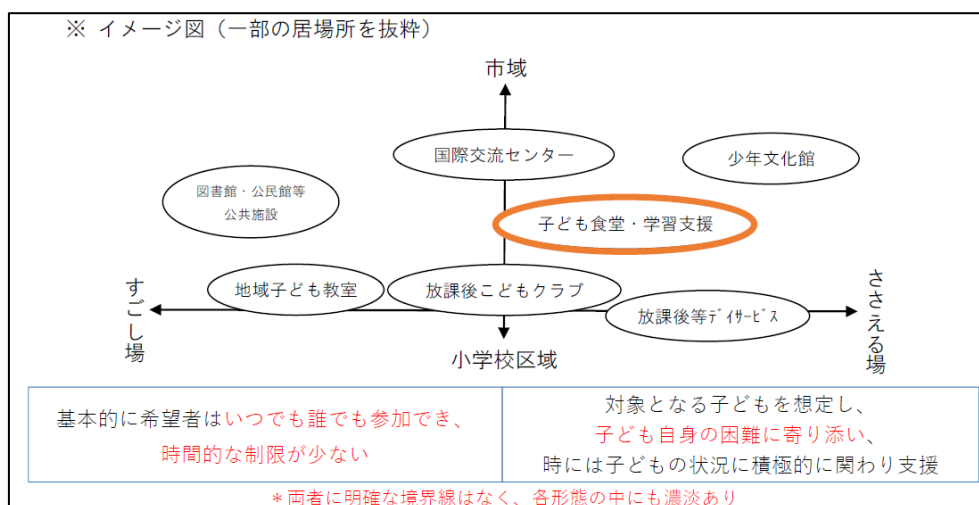 ※ イメージ図（一部の居場所を抜粋）
市域
国際交流センター
少年文化館
図書館・公民館等
公共施設
子ども食堂・学習支援
すごし場
地域子ども教室
放課後こどもクラブ
放課後等ﾃﾞｲｻｰﾋﾞｽ
ささえる場
小学校区域
基本的に希望者はいつでも誰でも参加でき、
時間的な制限が少ない
対象となる子どもを想定し、
子ども自身の困難に寄り添い、
時には子どもの状況に積極的に関わり支援
＊両者に明確な境界線はなく、各形態の中にも濃淡あり